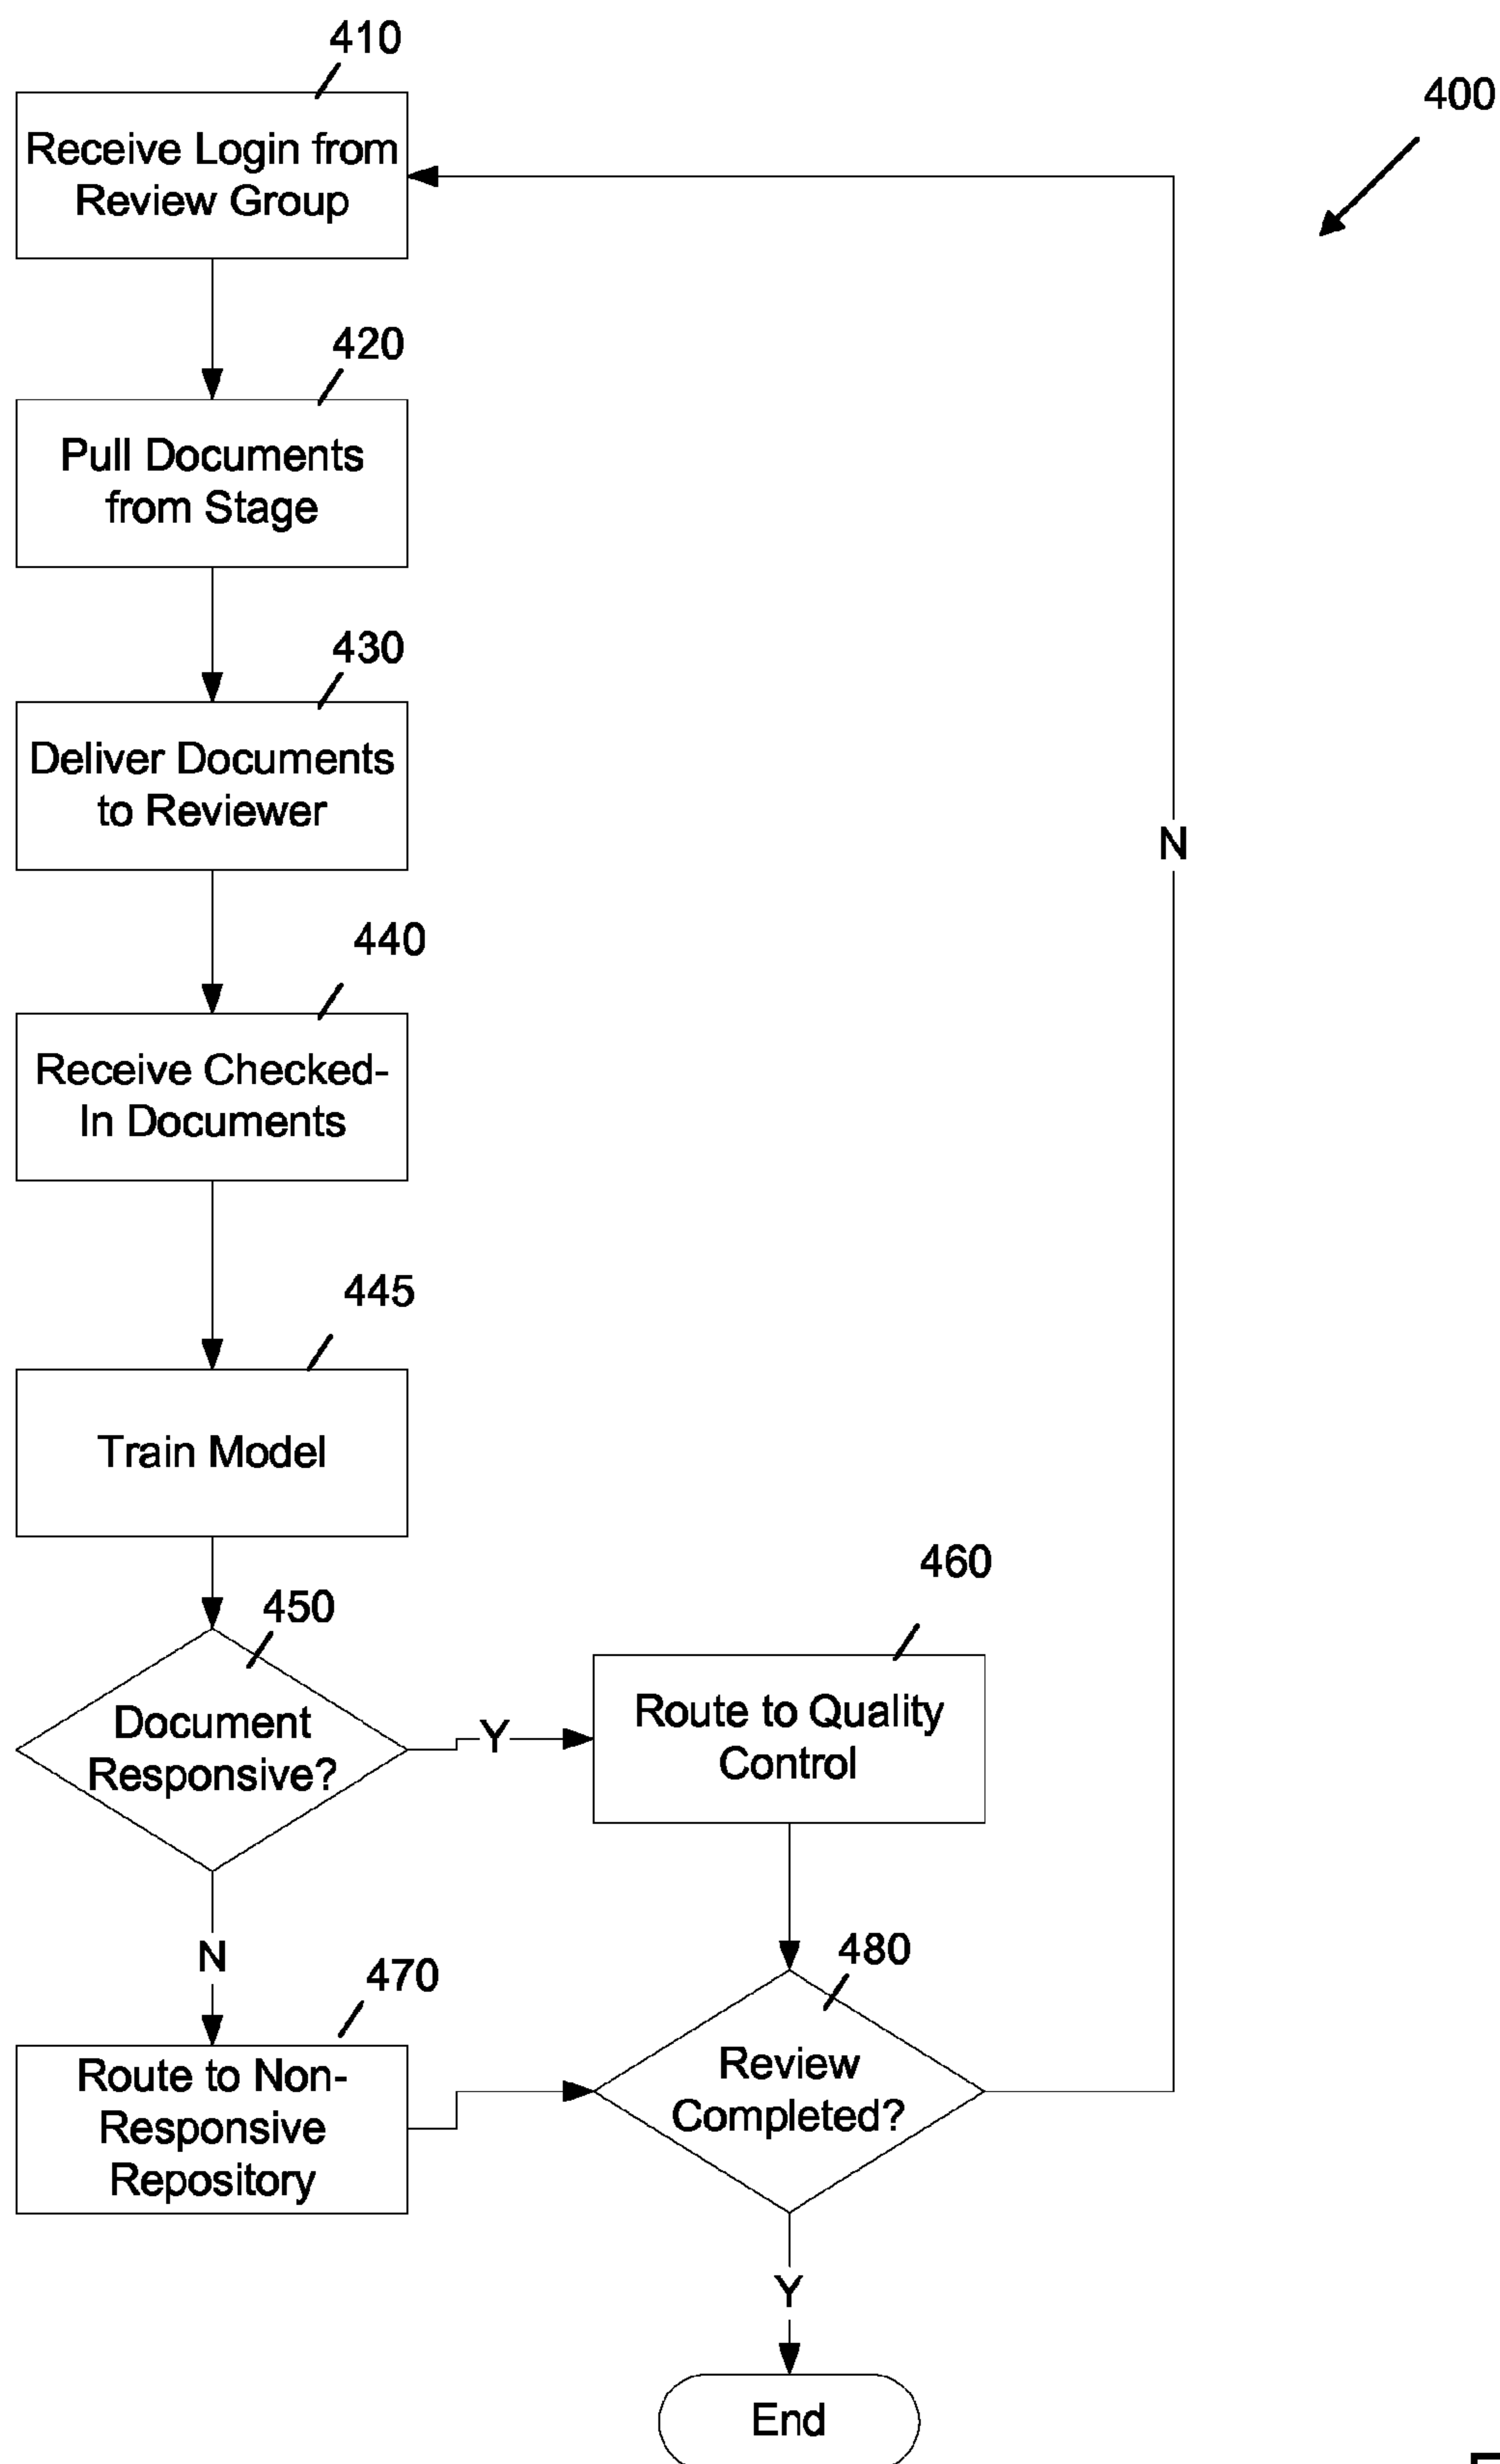 410
400
Receive Login from
Review Group
420
Pull Documents
from Stage
430
Deliver Documents
to Reviewer
N
440
Receive Checked-
In Documents
445
Train Model
460
450
Document
Responsive?
Y
Route to Quality
Control
N
470
480
Route to Non-
Responsive
Repository
Review
Completed?
Y
End